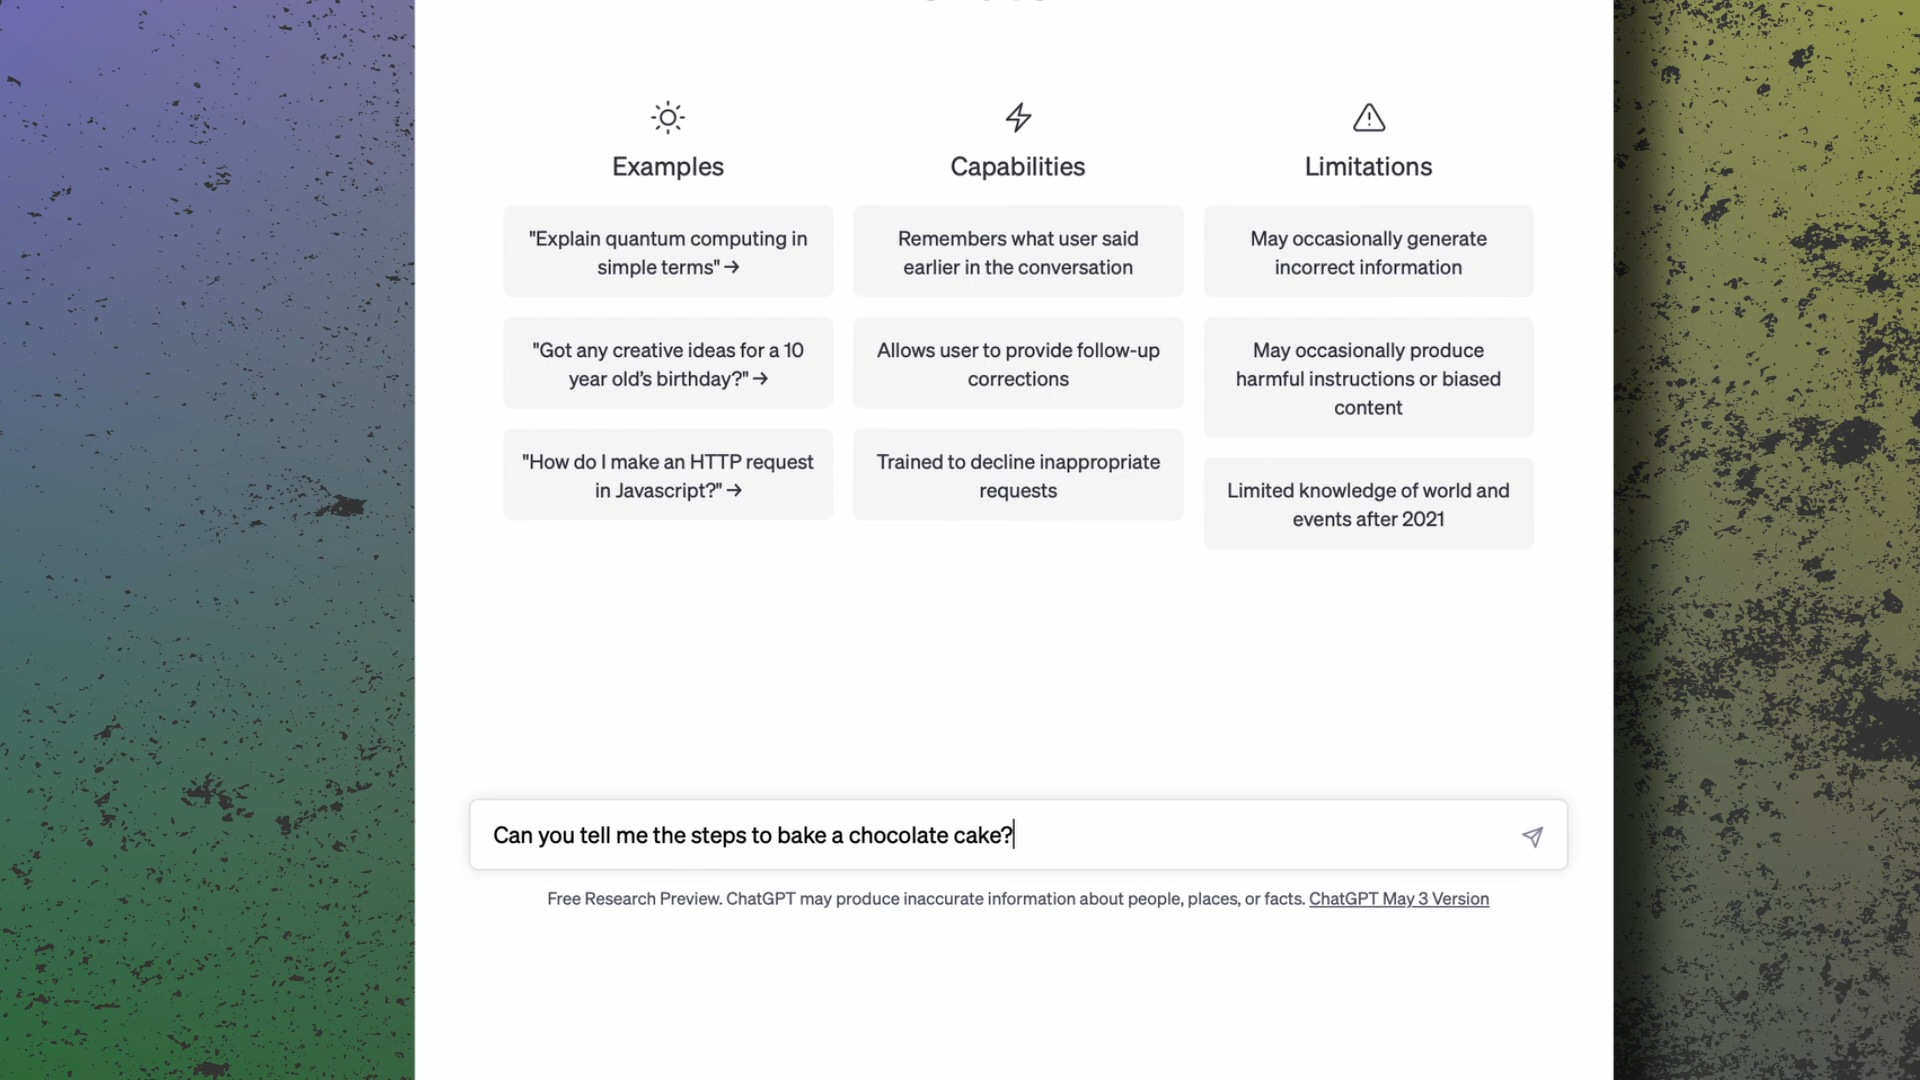 Examples
"Explain quantum computing in
simple terms" →
"Got any creative ideas for a 10
year old’s birthday?" →
"How do I make an HTTP request
in Javascript?" →
Capabilities
Remembers what user said
earlier in the conversation
Allows user to provide follow-up
corrections
Trained to decline inappropriate
requests
Limitations
May occasionally generate
incorrect information
May occasionally produce
harmful instructions or biased
content
Limited knowledge of world and
events after 2021
Can you tell me the steps to bake a chocolate cake?
Free Research Preview. ChatGPT may produce inaccurate information about people, places, or facts. ChatGPT May 3 Version